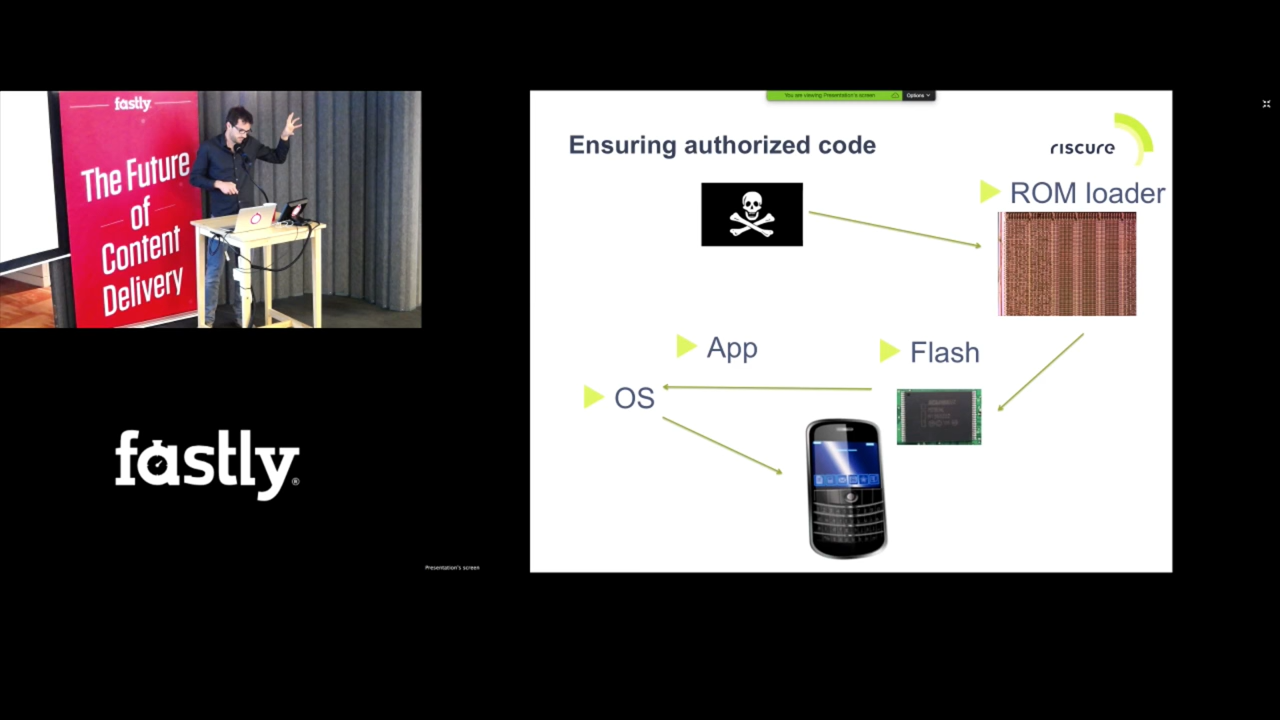 fastly.
The Future
of
Content
Delivery
fastly®
Presentation's screen
You are viewing Presentation's screen
Options
Ensuring authorized code
riscure
ROM loader
App
Flash
OS